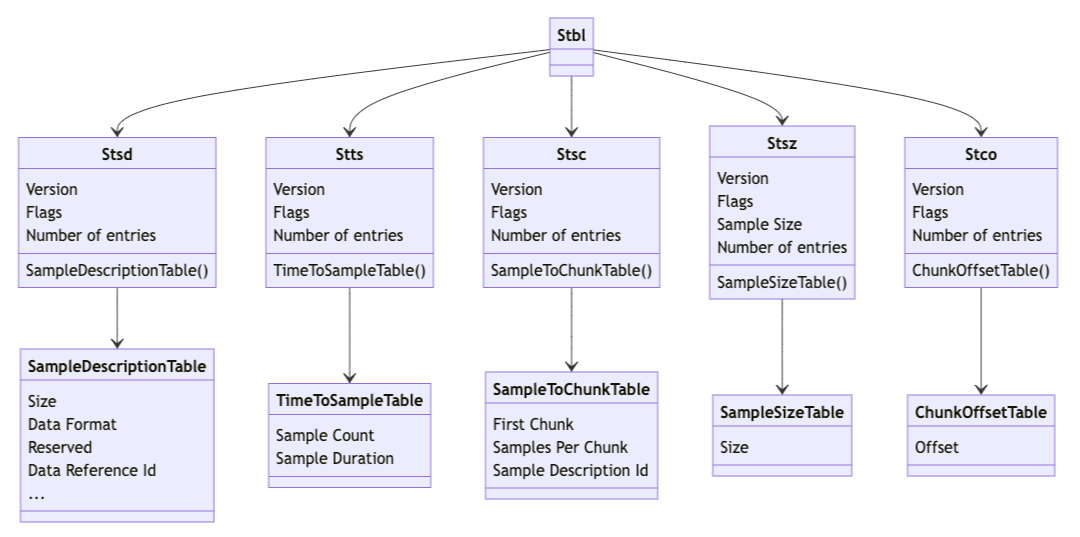 Stbl
Stsd
Version
Flags
Number of entries
SampleDescriptionTable()
Stts
Version
Flags
Number of entries
TimeToSampleTable()
Stsc
Version
Flags
Number of entries
SampleToChunkTable()
Stsz
Version
Flags
Sample Size
Number of entries
SampleSizeTable()
Stco
Version
Flags
Number of entries
ChunkOffsetTable()
SampleDescriptionTable
Size
Data Format
Reserved
Data Reference Id
...
TimeToSampleTable
Sample Count
Sample Duration
SampleToChunkTable
First Chunk
Samples Per Chunk
Sample Description Id
SampleSizeTable
Size
ChunkOffsetTable
Offset